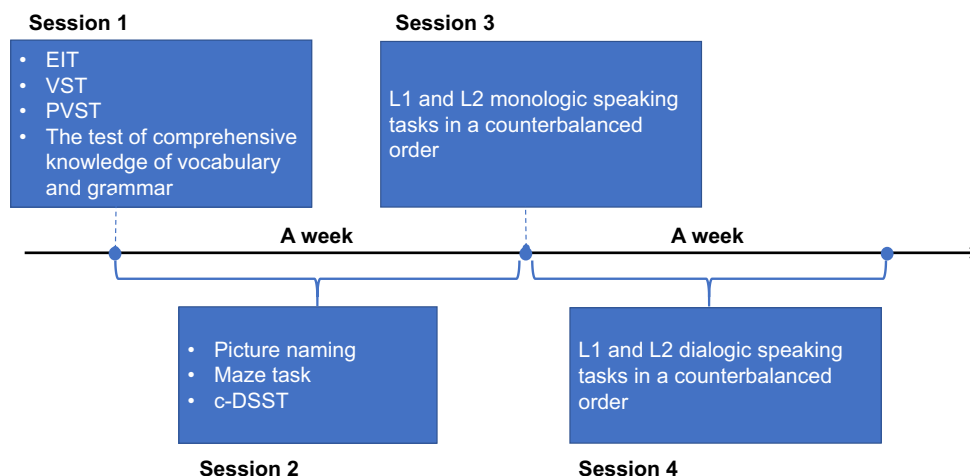 Session 1
• EIT
• VST
• PVST
• The test of comprehensive
knowledge of vocabulary
and grammar
Session 3
L1 and L2 monologic speaking
tasks in a counterbalanced
order
A week
A week
• Picture naming
• Maze task
• c-DSST
Session 2
L1 and L2 dialogic speaking
tasks in a counterbalanced
order
Session 4